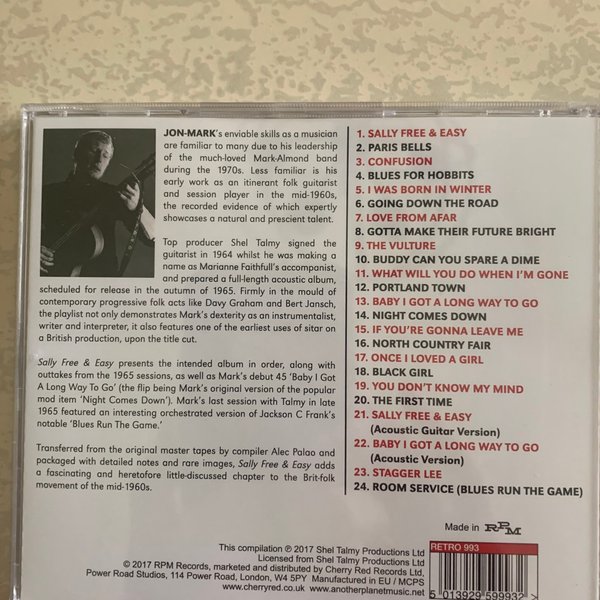 JON-MARK's enviable skills as a musician
are familiar to many due to his leadership
of the much-loved Mark-Almond band
during the 1970s. Less familiar is his
early work as an itinerant folk guitarist
and session player in the mid-1960s,
the recorded evidence of which expertly
showcases a natural and prescient talent.
Top producer Shel Talmy signed the
guitarist in 1964 whilst he was making a
name as Marianne Faithfull's accompanist,
and prepared a full-length acoustic album,
scheduled for release in the autumn of 1965. Firmly in the mould of
contemporary progressive folk acts like Davy Graham and Bert Jansch,
the playlist not only demonstrates Mark's dexterity as an instrumentalist,
writer and interpreter, it also features one of the earliest uses of sitar on
a British production, upon the title cut.
Sally Free & Easy presents the intended album in order, along with
outtakes from the 1965 sessions, as well as Mark's debut 45 'Baby I Got
A Long Way To Go' (the flip being Mark's original version of the popular
mod item 'Night Comes Down'). Mark's last session with Talmy in late
1965 featured an interesting orchestrated version of Jackson C Frank's
notable 'Blues Run The Game.'
Transferred from the original master tapes by compiler Alec Palao and
packaged with detailed notes and rare images, Sally Free & Easy adds
a fascinating and heretofore little-discussed chapter to the Brit-folk
movement of the mid-1960s.
1. SALLY FREE & EASY
2. PARIS BELLS
3. CONFUSION
4. BLUES FOR HOBBITS
5. I WAS BORN IN WINTER
6. GOING DOWN THE ROAD
7. LOVE FROM AFAR
8. GOTTA MAKE THEIR FUTURE BRIGHT
9. THE VULTURE
10. BUDDY CAN YOU SPARE A DIME
11. WHAT WILL YOU DO WHEN I'M GONE
12. PORTLAND TOWN
13. BABY I GOT A LONG WAY TO GO
14. NIGHT COMES DOWN
15. IF YOU'RE GONNA LEAVE ME
16. NORTH COUNTRY FAIR
17. ONCE I LOVED A GIRL
18. BLACK GIRL
19. YOU DON'T KNOW MY MIND
20. THE FIRST TIME
21. SALLY FREE & EASY
(Acoustic Guitar Version)
22. BABY I GOT A LONG WAY TO GO
(Acoustic Version)
23. STAGGER LEE
24. ROOM SERVICE (BLUES RUN THE GAME)
Made in RPM
This compilation ℗ 2017 Shel Talmy Productions Ltd
Licensed from Shel Talmy Productions Ltd
© 2017 RPM Records, marketed and distributed by Cherry Red Records Ltd,
Power Road Studios, 114 Power Road, London, W4 5PY Manufactured in EU / MCPS
www.cherryred.co.uk www.anotherplanetmusic.net
RETRO 993
5 013929 599932